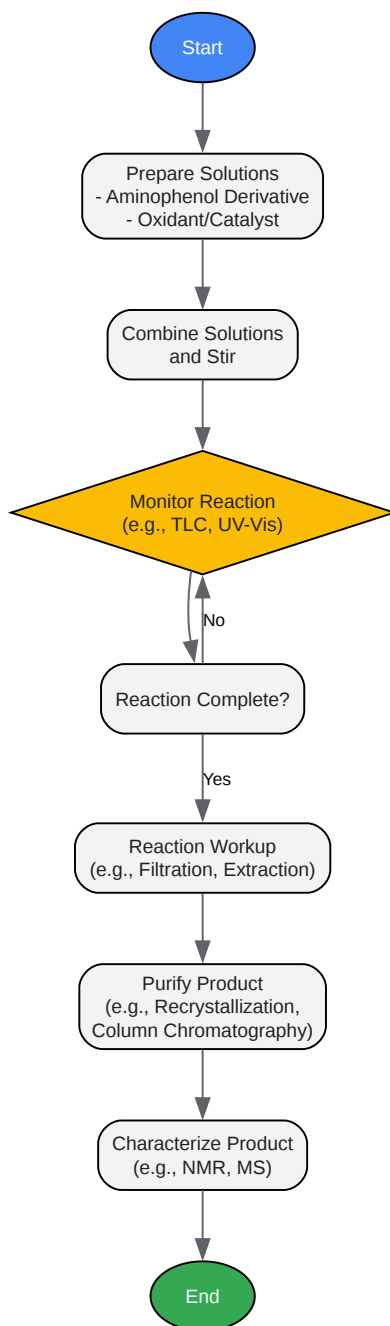 Start
Prepare Solutions
- Aminophenol Derivative
- Oxidant/Catalyst
Combine Solutions
and Stir
Monitor Reaction
(e.g., TLC, UV-Vis)
No
Reaction Complete?
Yes
Reaction Workup
(e.g., Filtration, Extraction)
Purify Product
(e.g., Recrystallization,
Column Chromatography)
Characterize Product
(e.g., NMR, MS)
End